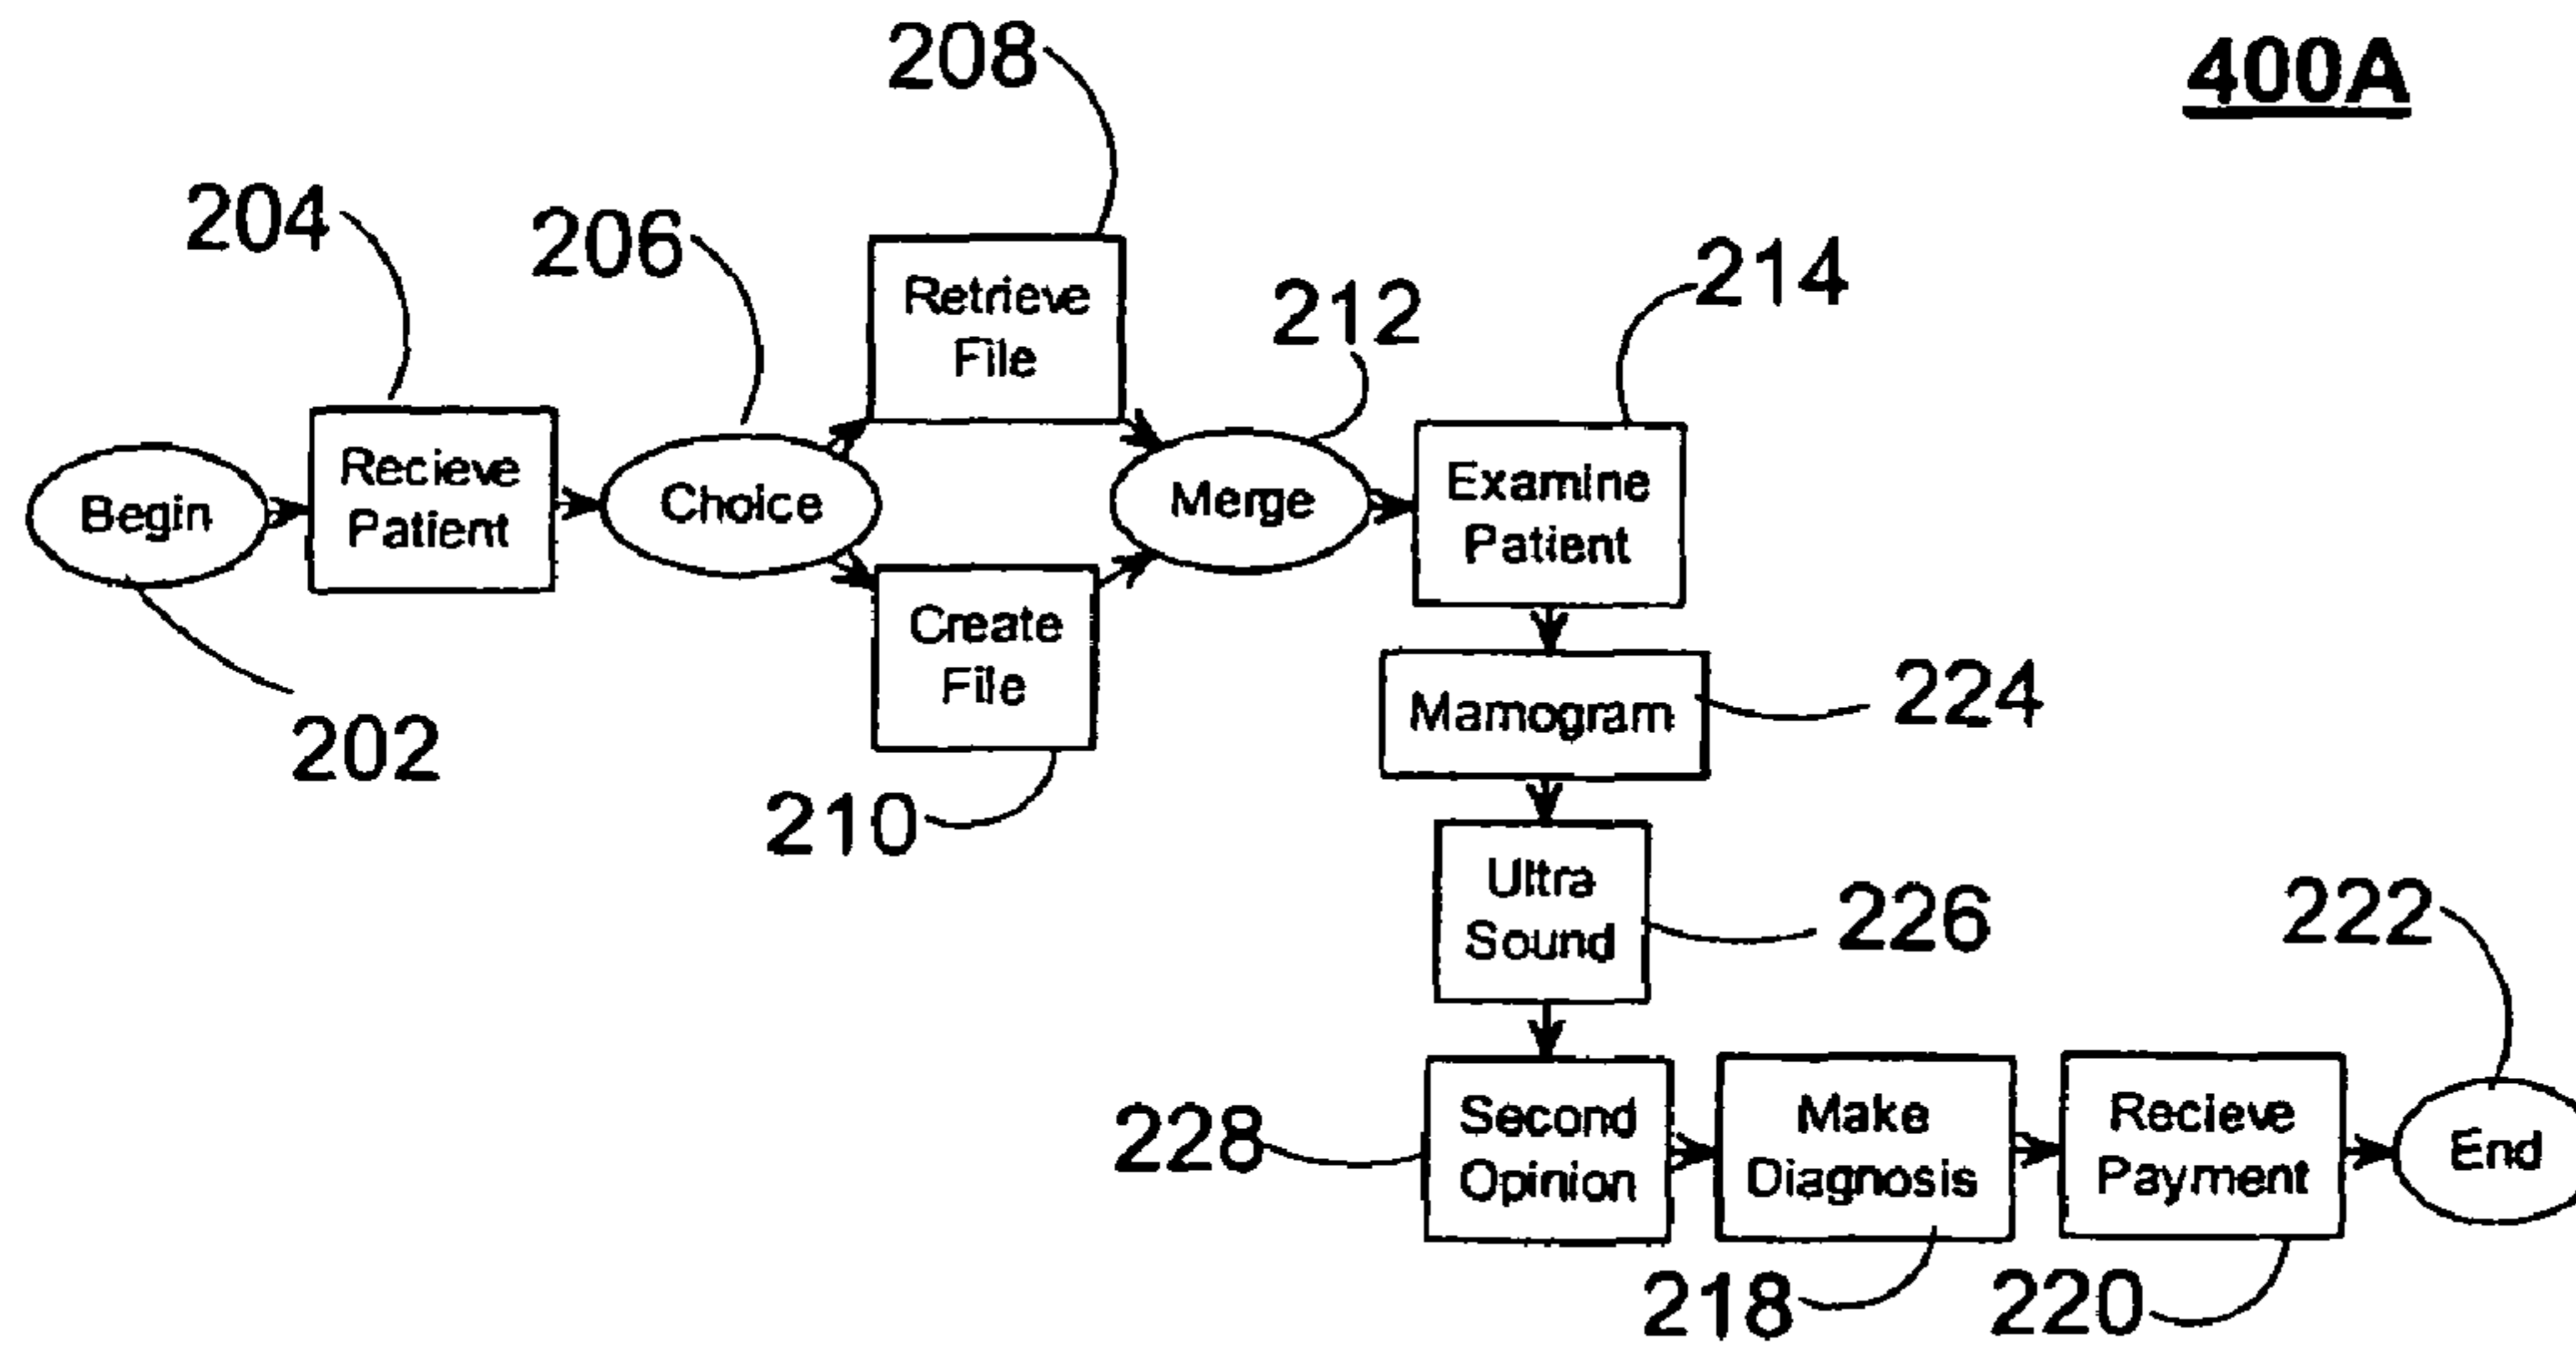 400A
208
204
206
Retrieve
File
212
214
Begin
Recieve
Patient
Choice
Merge
Examine
Patient
Create
File
202
210
Mamogram
224
Ultra
Sound
226
222
228
Second
Opinion
Make
Diagnosis
Recieve
Payment
End
218
220